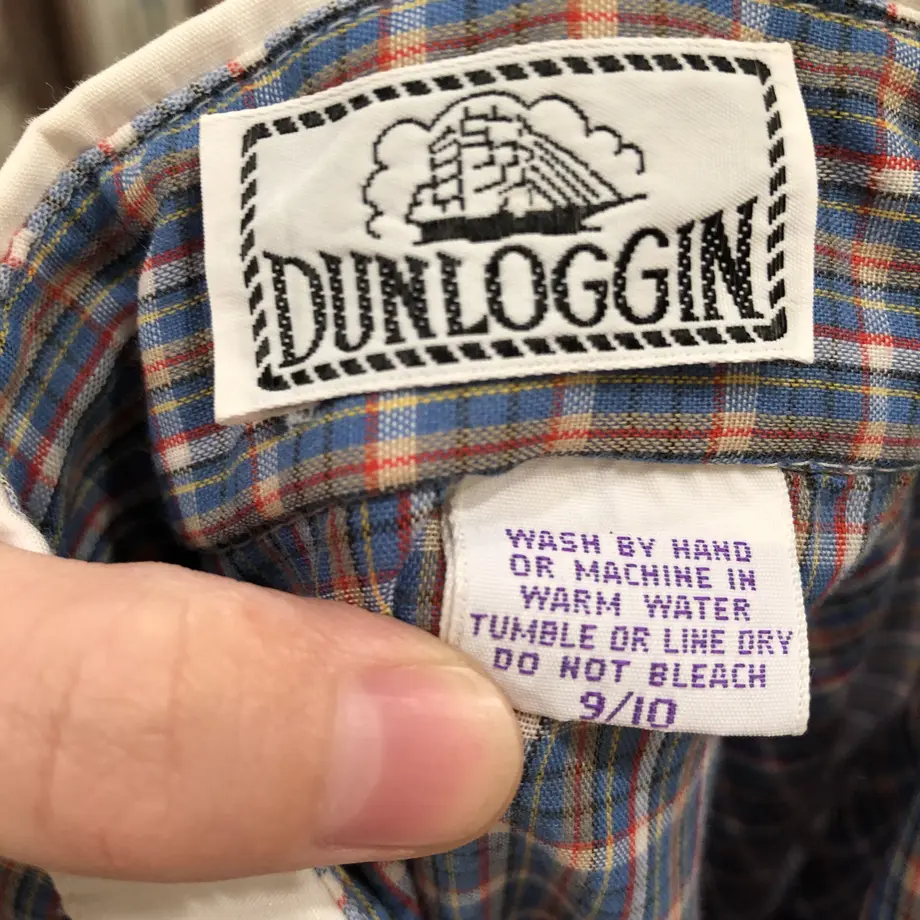 DUNLOGGIN
WASH BY HAND
OR MACHINE IN
WARM WATER
TUMBLE OR LINE DRY
DO NOT BLEACH
9/10